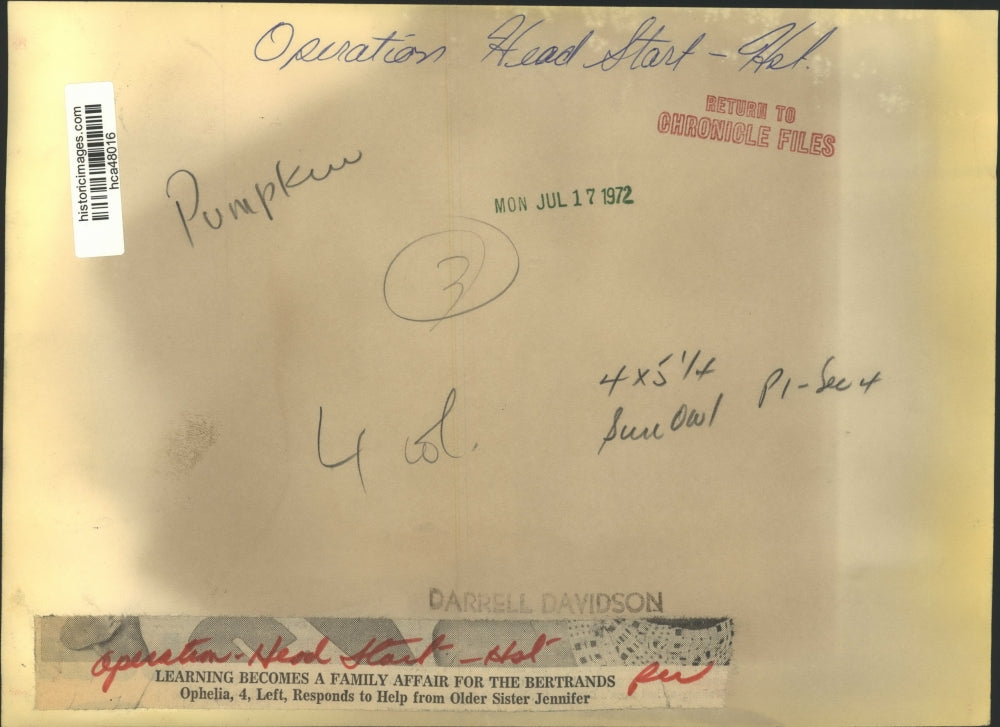 Operation Head Start - Hst.
historicimages.com
hca48016
RETURN TO
CHRONICLE FILES
Pumpkin
MON JUL 17 1972
3
4 x 5 1/4
P1 - Sec 4
4 col.
DARRELL DAVIDSON
Operation - Head Start - Hst
LEARNING BECOMES A FAMILY AFFAIR FOR THE BERTRANDS
Ophelia, 4, Left, Responds to Help from Older Sister Jennifer